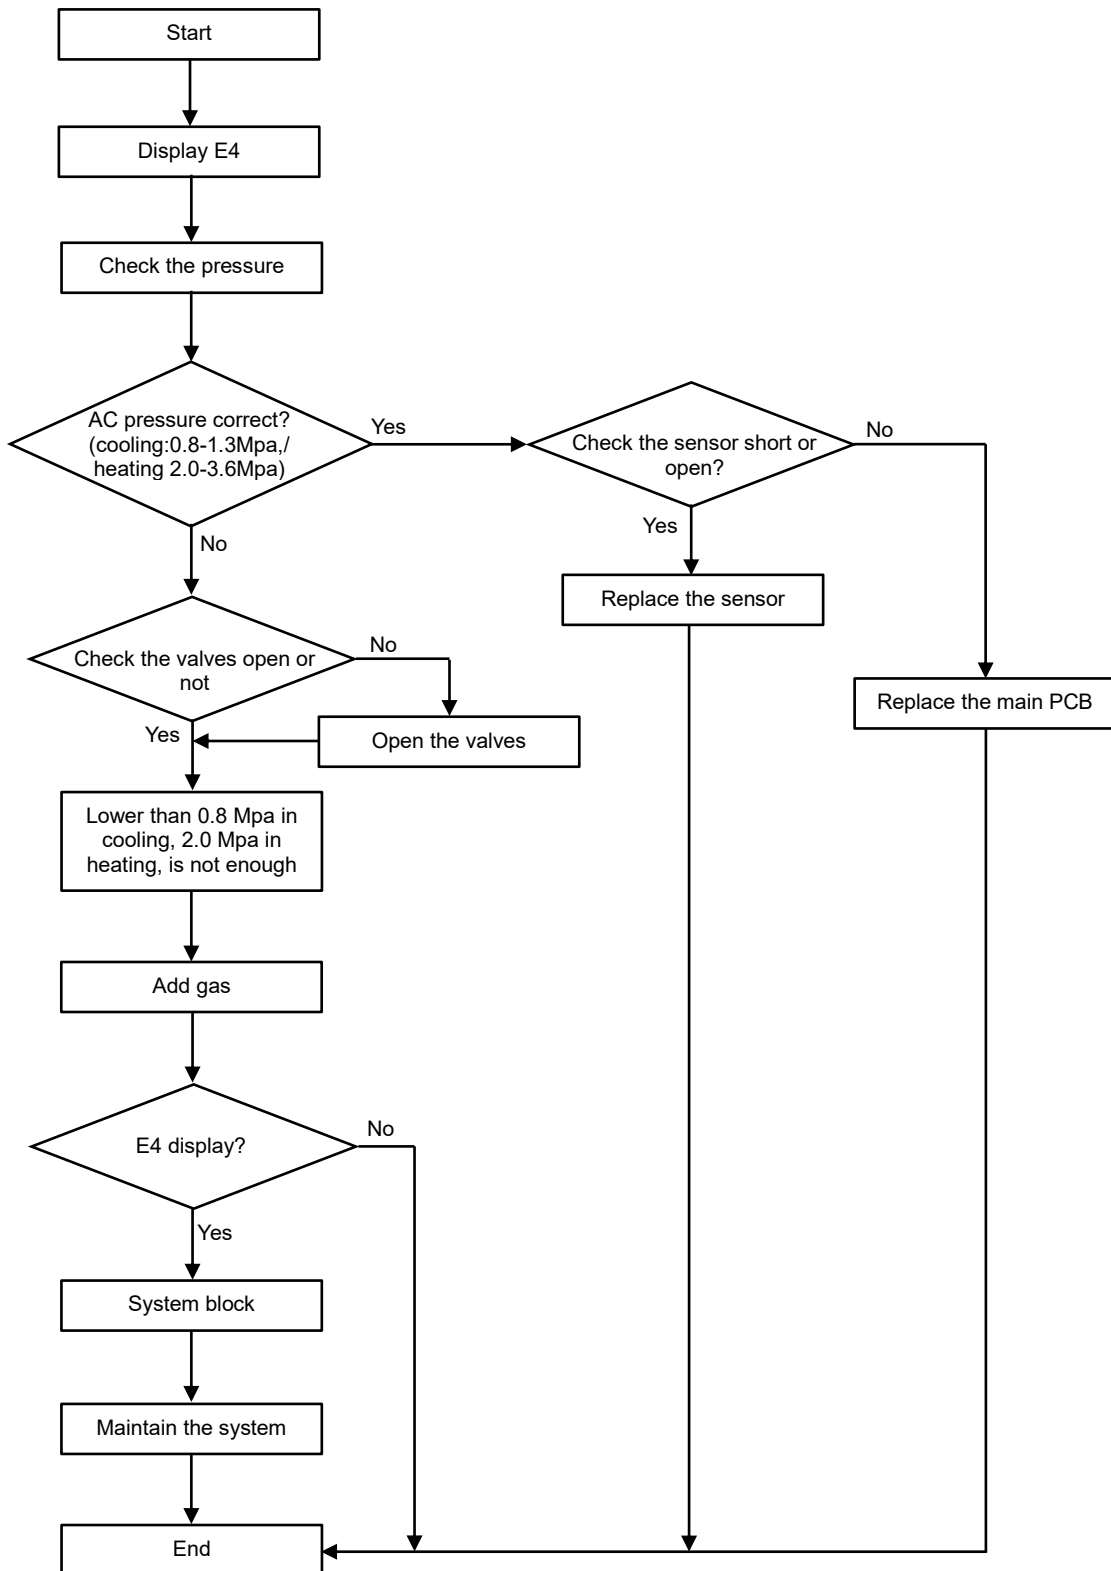 Start
Display E4
Check the pressure
AC pressure correct?
(cooling:0.8-1.3Mpa,/
heating 2.0-3.6Mpa)
Yes
Check the sensor short or
open?
No
Yes
No
Replace the sensor
Check the valves open or
not
No
Replace the main PCB
Yes
Open the valves
Lower than 0.8 Mpa in
cooling, 2.0 Mpa in
heating, is not enough
Add gas
E4 display?
No
Yes
System block
Maintain the system
End